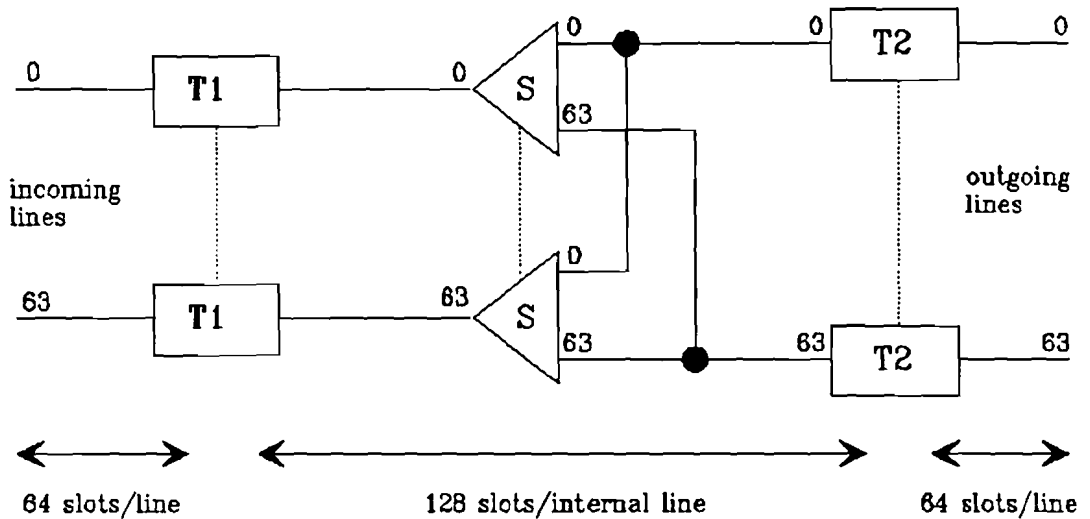 0
0
0
0
0
T1
S
T2
63
incoming
lines
outgoing
lines
0
63
63
63
63
63
T1
S
T2
64 slots/line
128 slots/internal line
64 slots/line